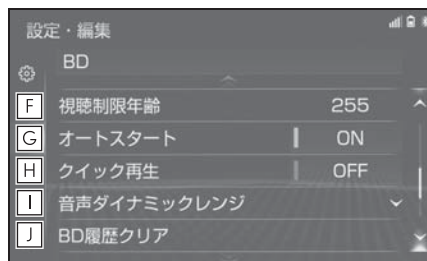 設定・編集
BD
F 視聴制限年齢 255
G オートスタート ON
H クイック再生 OFF
I 音声ダイナミックレンジ
J BD履歴クリア